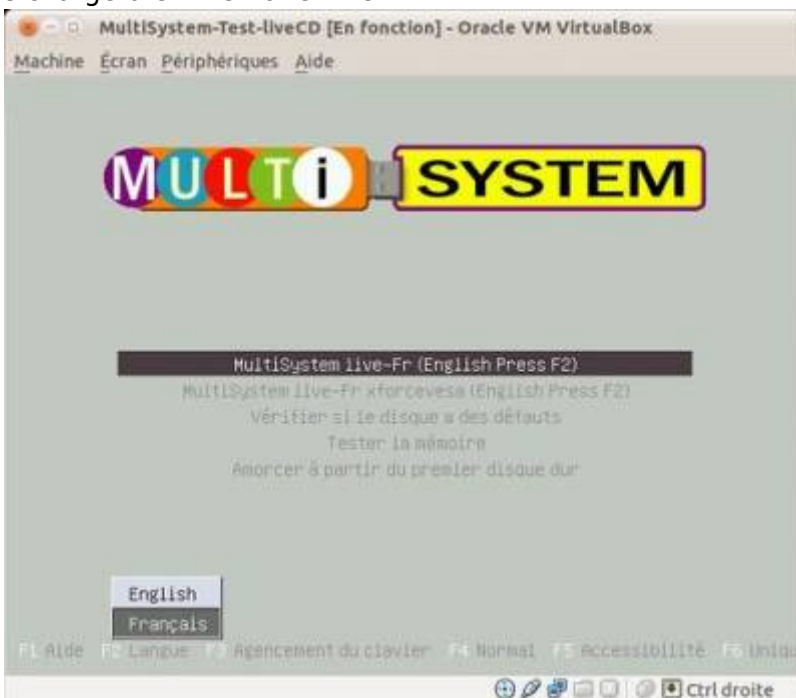 MultiSystem-Test-liveCD [En fonction] - Oracle VM VirtualBox
Machine Écran Périphériques Aide
MULTi SYSTEM
MultiSystem live-Fr (English Press F2)
MultiSystem live-Fr xforcevesa (English Press F2)
Vérifier si le disque a des défauts
Tester la mémoire
Amorcer à partir du premier disque dur
English
Français
F1 Aide F2 Langue F3 Agencement du clavier F4 Normal F5 Accessibilité F6
Ctrl droite